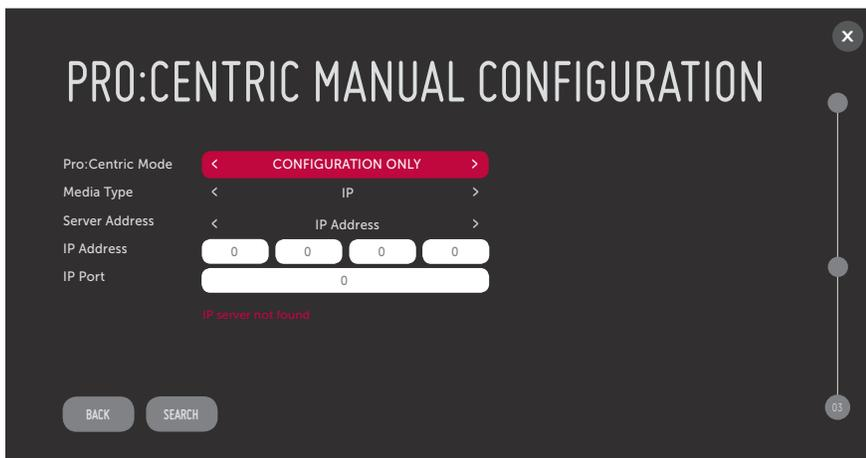 ×
PRO:CENTRIC MANUAL CONFIGURATION
Pro:Centric Mode < CONFIGURATION ONLY >
Media Type < IP >
Server Address < IP Address >
IP Address 0 0 0 0
IP Port 0
IP server not found
BACK SEARCH 03